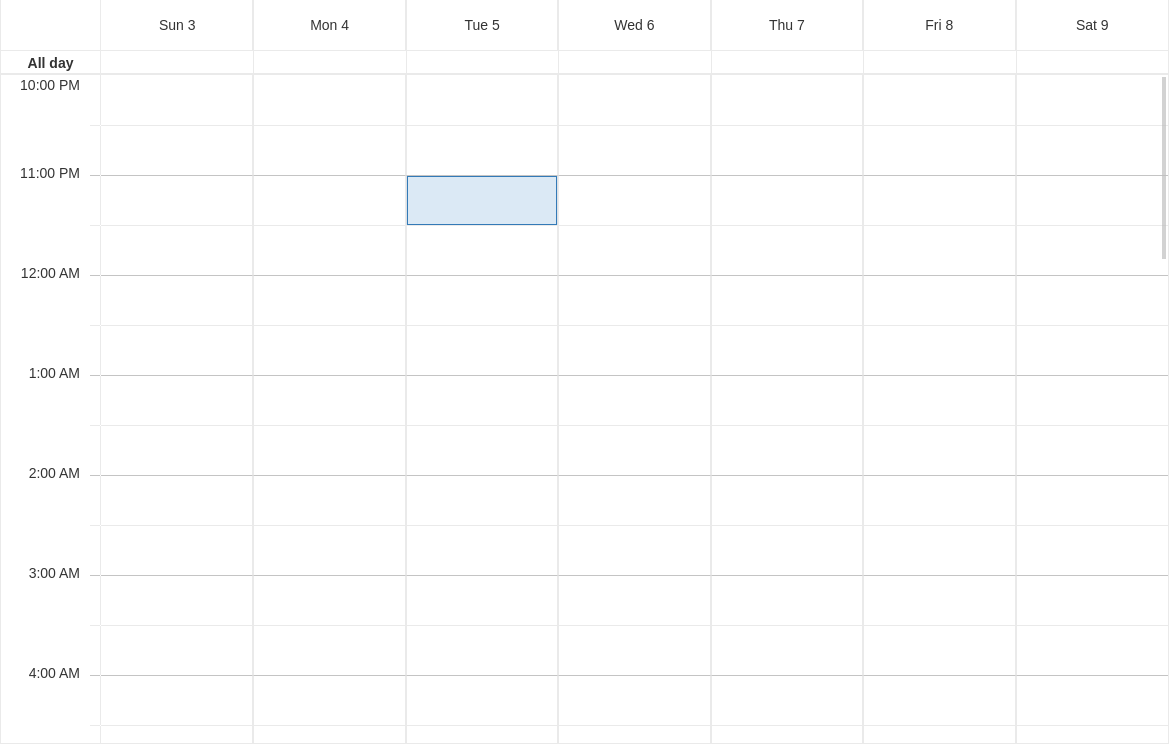 Sun 3 Mon 4 Tue 5 Wed 6 Thu 7 Fri 8 Sat 9
All day
10:00 PM
11:00 PM
12:00 AM
1:00 AM
2:00 AM
3:00 AM
4:00 AM